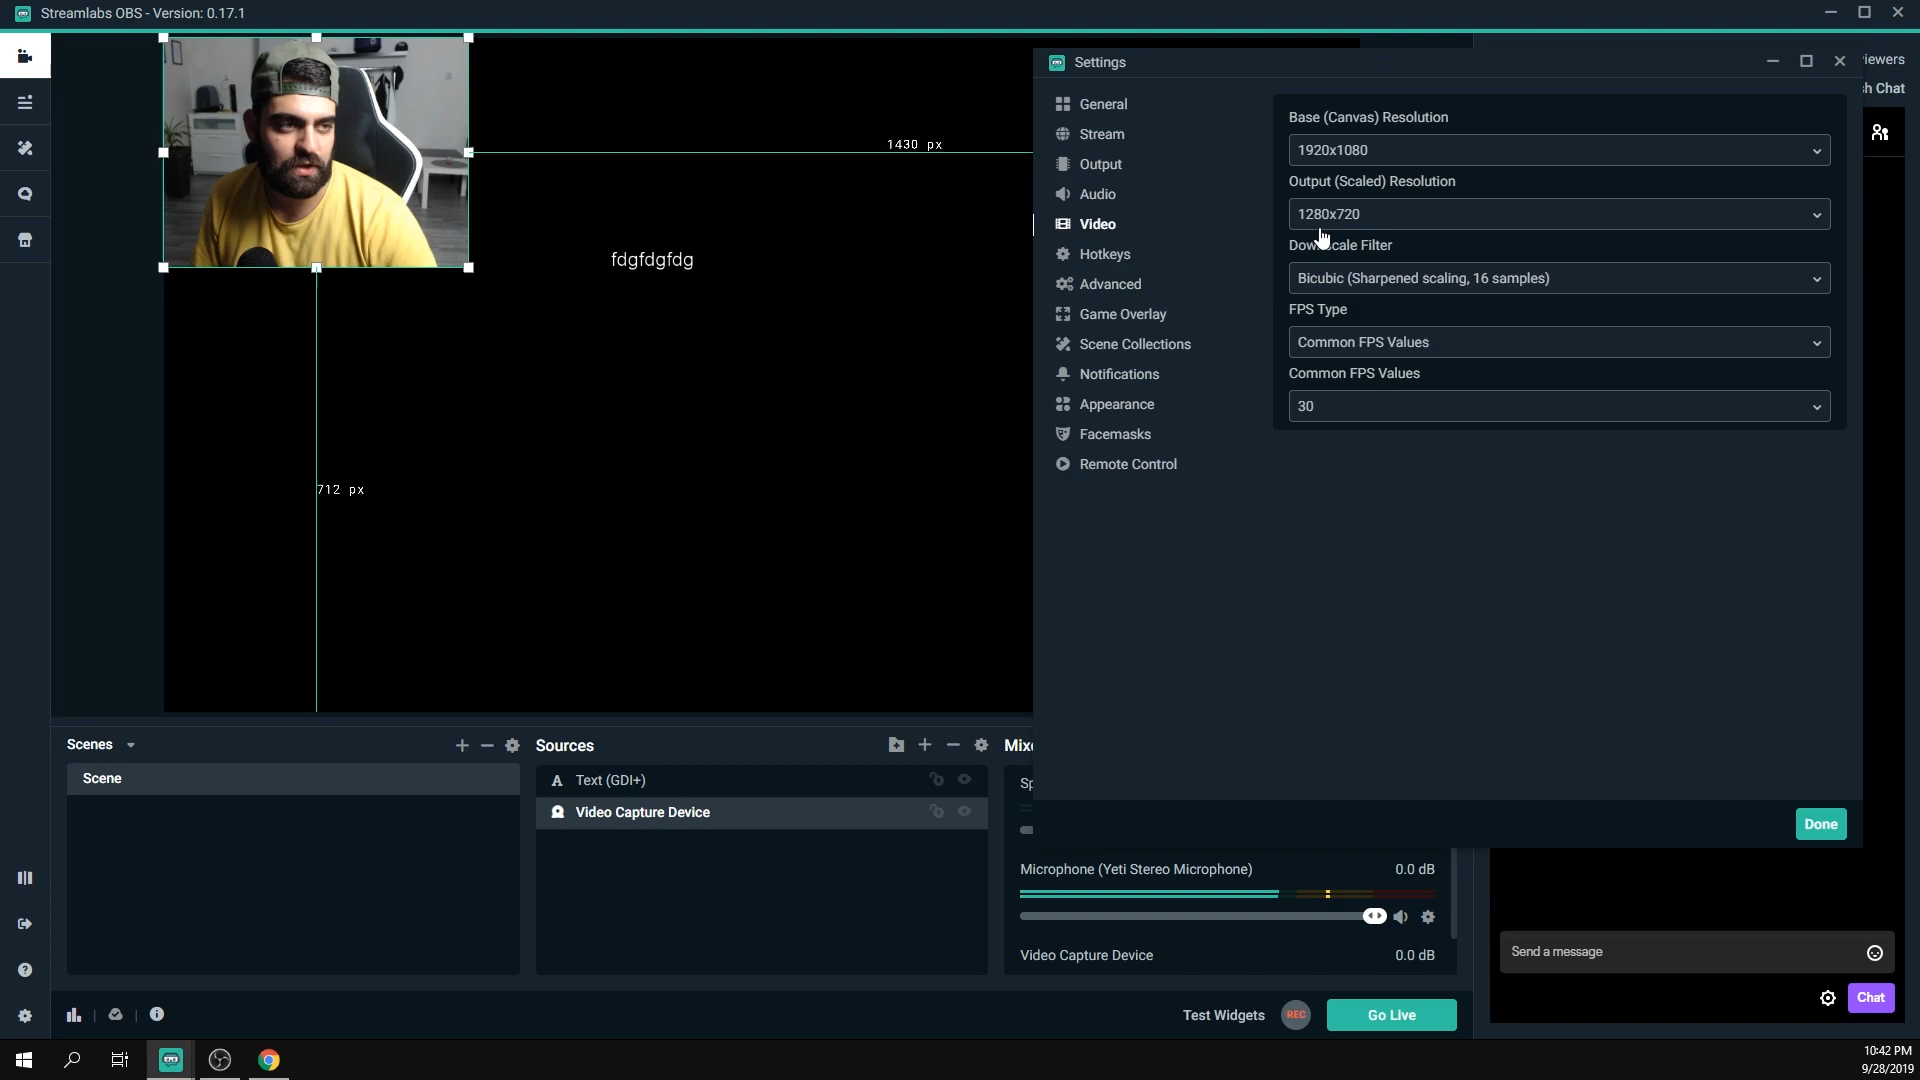 Streamlabs OBS - Version: 0.17.1
Settings
General
Stream
Output
Audio
Video
Hotkeys
Advanced
Game Overlay
Scene Collections
Notifications
Appearance
Facemasks
Remote Control
Base (Canvas) Resolution
1920x1080
Output (Scaled) Resolution
1280x720
Downscale Filter
Bicubic (Sharpened scaling, 16 samples)
FPS Type
Common FPS Values
Common FPS Values
30
Done
iewers
Chat
1430 px
fdgfdgfdg
712 px
Scenes
Scene
Sources
Text (GDI+)
Video Capture Device
Mix
Sp
Microphone (Yeti Stereo Microphone) 0.0 dB
Video Capture Device 0.0 dB
Send a message
Chat
Test Widgets
REC
Go Live
10:42 PM
9/28/2019